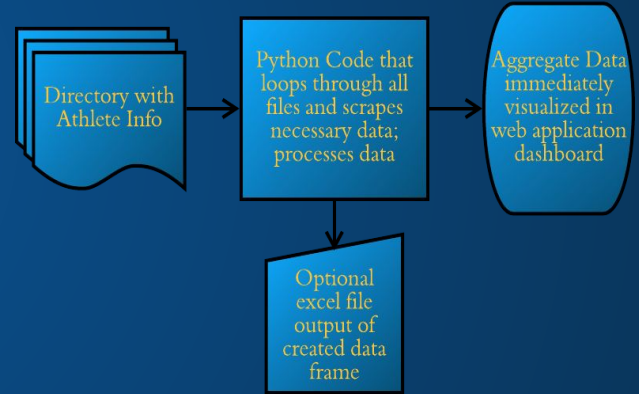 Directory with
Athlete Info
Python Code that
loops through all
files and scrapes
necessary data;
processes data
Aggregate Data
immediately
visualized in
web application
dashboard
Optional
excel file
output of
created data
frame